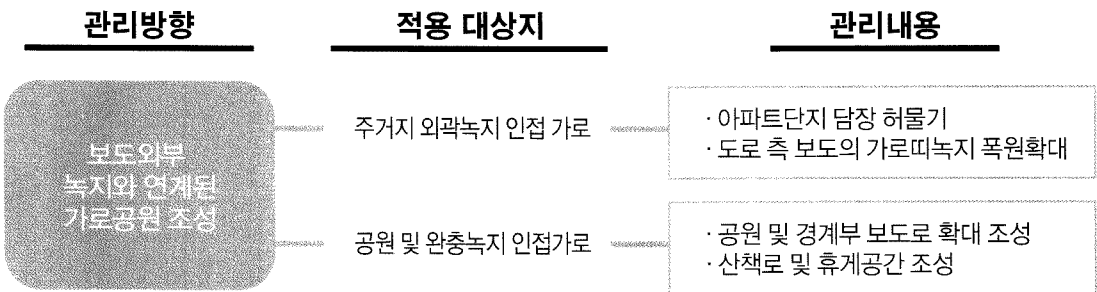 관리방향
적용 대상지
관리내용
보도외부
녹지와 연계된
가로공원 조성
주거지 외곽녹지 인접 가로
· 아파트단지 담장 허물기
· 도로 측 보도의 가로띠녹지 폭원확대
공원 및 완충녹지 인접가로
· 공원 및 경계부 보도로 확대 조성
· 산책로 및 휴게공간 조성